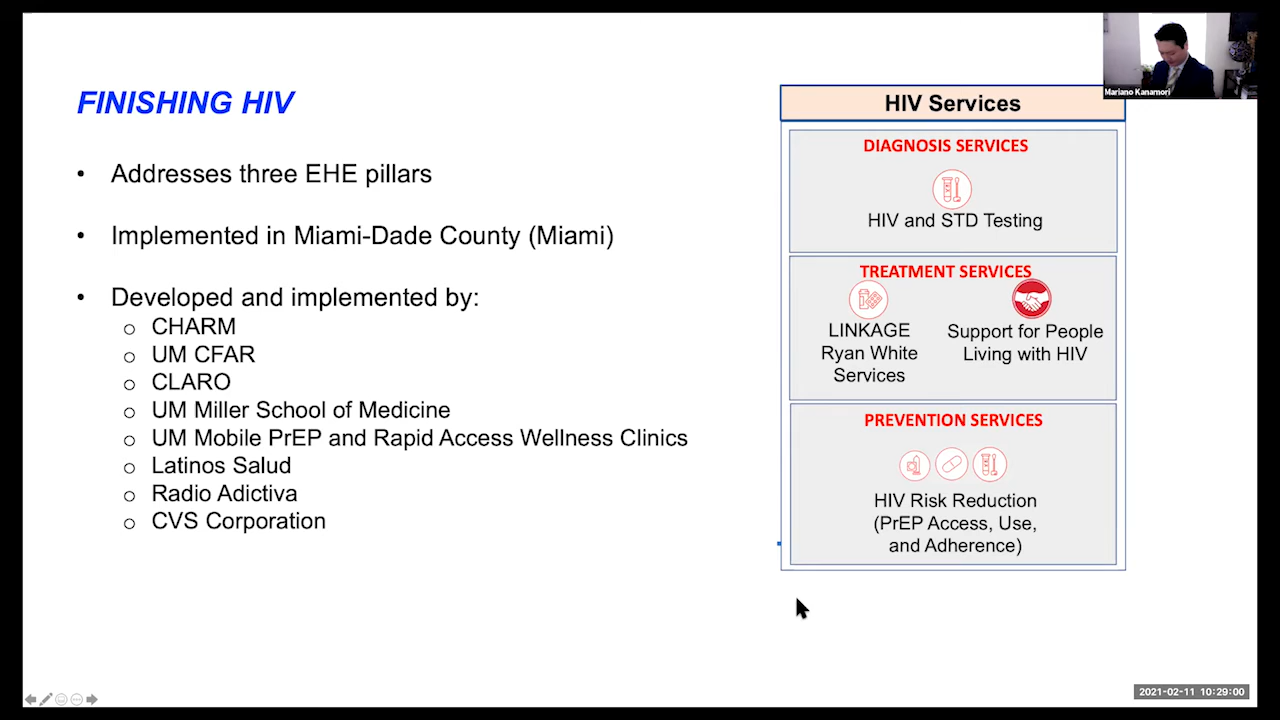 FINISHING HIV
• Addresses three EHE pillars
• Implemented in Miami-Dade County (Miami)
• Developed and implemented by:
o CHARM
o UM CFAR
o CLARO
o UM Miller School of Medicine
o UM Mobile PrEP and Rapid Access Wellness Clinics
o Latinos Salud
o Radio Adictiva
o CVS Corporation
HIV Services
DIAGNOSIS SERVICES
HIV and STD Testing
TREATMENT SERVICES
LINKAGE
Ryan White
Services
Support for People
Living with HIV
PREVENTION SERVICES
HIV Risk Reduction
(PrEP Access, Use,
and Adherence)
Mariano Kanamori
2021-02-11 10:29:00